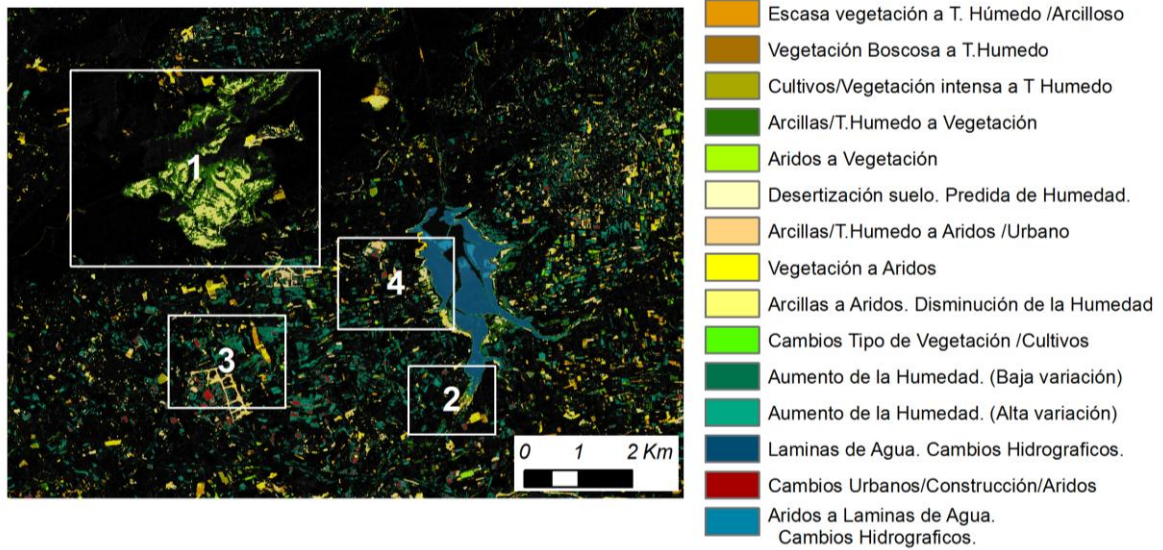 1
4
3
2
0 1 2 Km
Escasa vegetación a T. Húmedo /Arcilloso
Vegetación Boscosa a T.Humedo
Cultivos/Vegetación intensa a T Humedo
Arcillas/T.Humedo a Vegetación
Aridos a Vegetación
Desertización suelo. Predida de Humedad.
Arcillas/T.Humedo a Aridos /Urbano
Vegetación a Aridos
Arcillas a Aridos. Disminución de la Humedad
Cambios Tipo de Vegetación /Cultivos
Aumento de la Humedad. (Baja variación)
Aumento de la Humedad. (Alta variación)
Laminas de Agua. Cambios Hidrograficos.
Cambios Urbanos/Construcción/Aridos
Aridos a Laminas de Agua.
Cambios Hidrograficos.